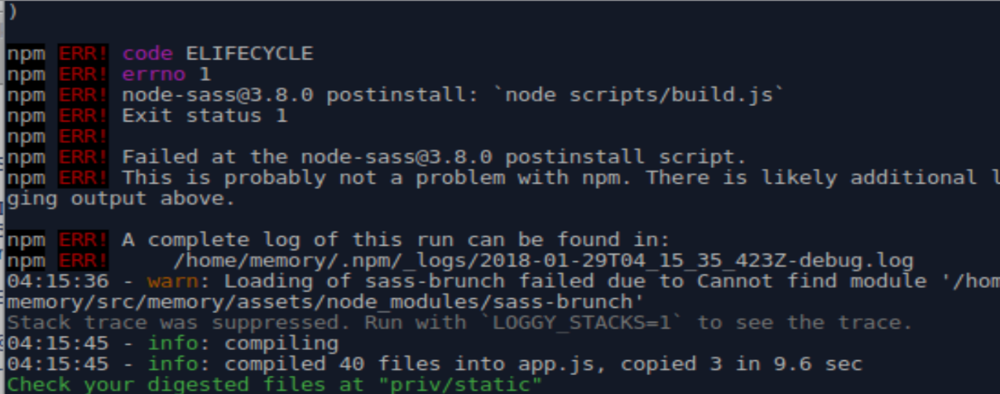 )
npm ERR! code ELIFECYCLE
npm ERR! errno 1
npm ERR! node-sass@3.8.0 postinstall: `node scripts/build.js`
npm ERR! Exit status 1
npm ERR!
npm ERR! Failed at the node-sass@3.8.0 postinstall script.
npm ERR! This is probably not a problem with npm. There is likely additional l
ging output above.
npm ERR! A complete log of this run can be found in:
npm ERR!     /home/memory/.npm/_logs/2018-01-29T04_15_35_423Z-debug.log
04:15:36 - warn: Loading of sass-brunch failed due to Cannot find module '/hom
memory/src/memory/assets/node_modules/sass-brunch'
Stack trace was suppressed. Run with `LOGGY_STACKS=1` to see the trace.
04:15:45 - info: compiling
04:15:45 - info: compiled 40 files into app.js, copied 3 in 9.6 sec
Check your digested files at "priv/static"